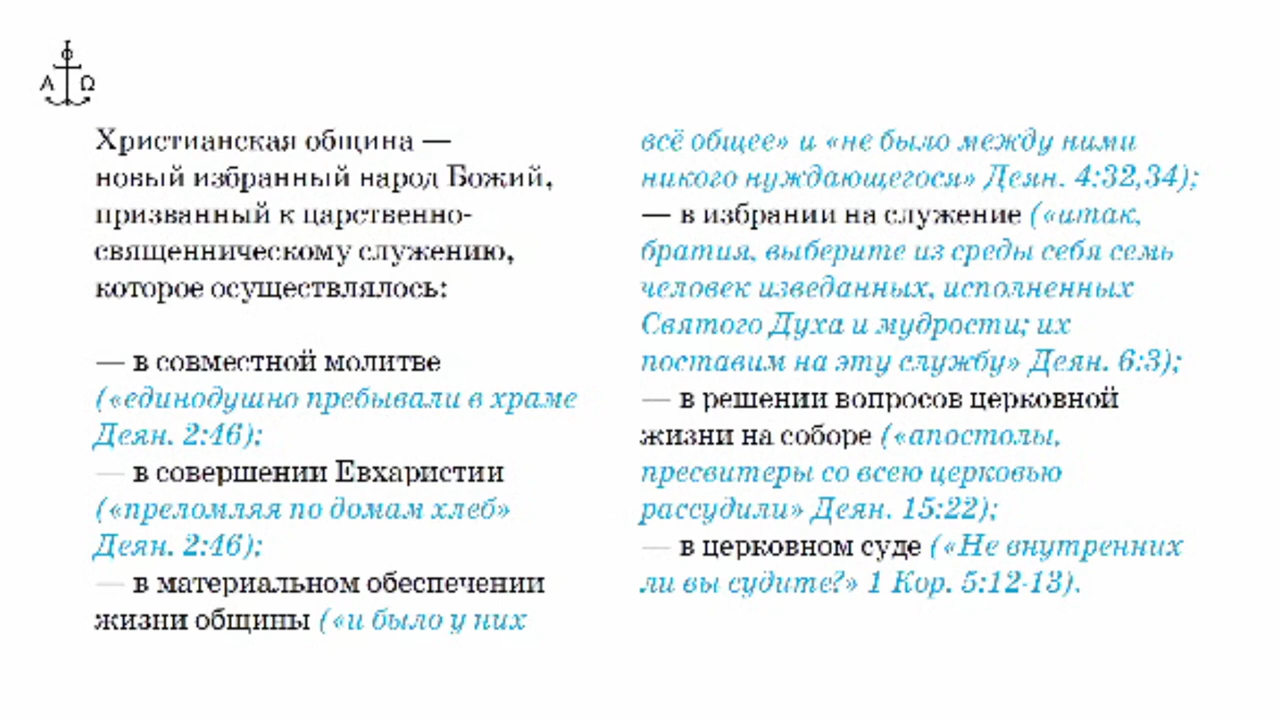 Α Ω
Христианская община —
новый избранный народ Божий,
призванный к царственно-
священническому служению,
которое осуществлялось:
— в совместной молитве
(«единодушно пребывали в храме
Деян. 2:46);
— в совершении Евхаристии
(«преломляя по домам хлеб»
Деян. 2:46);
— в материальном обеспечении
жизни общины («и было у них
всё общее» и «не было между ними
никого нуждающегося» Деян. 4:32,34);
— в избрании на служение («итак,
братия, выберите из среды себя семь
человек изведанных, исполненных
Святого Духа и мудрости; их
поставим на эту службу» Деян. 6:3);
— в решении вопросов церковной
жизни на соборе («апостолы,
пресвитеры со всею церковью
рассудили» Деян. 15:22);
— в церковном суде («Не внутренних
ли вы судите?» 1 Кор. 5:12-13).